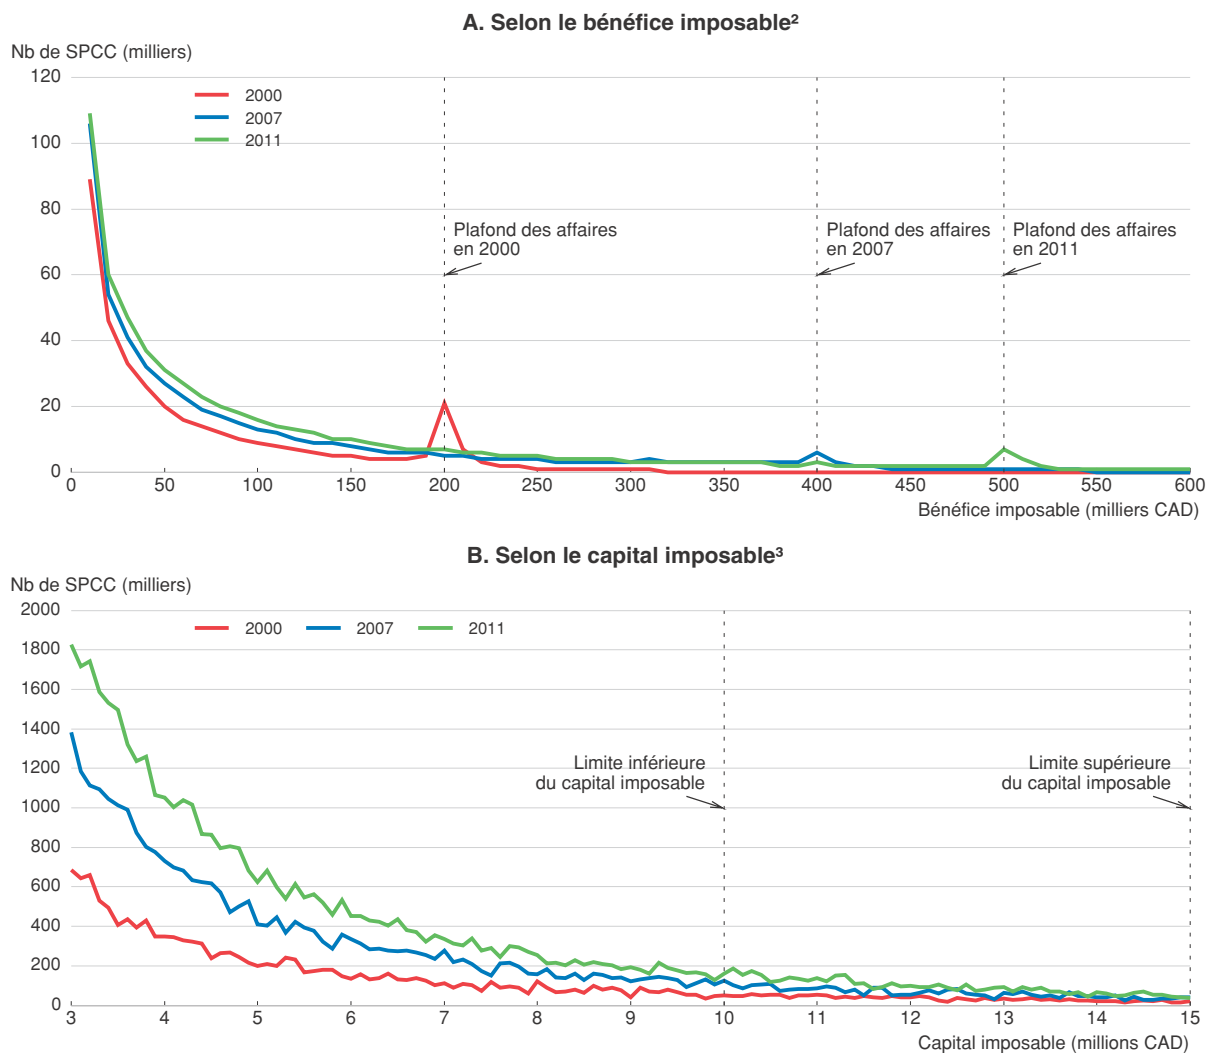 A. Selon le bénéfice imposable²
Nb de SPCC (milliers)
120
100
80
60
40
20
0
2000
2007
2011
Plafond des affaires
en 2000
Plafond des affaires
en 2007
Plafond des affaires
en 2011
0 50 100 150 200 250 300 350 400 450 500 550 600
Bénéfice imposable (milliers CAD)
B. Selon le capital imposable³
Nb de SPCC (milliers)
2000
1800
1600
1400
1200
1000
800
600
400
200
0
2000 2007 2011
Limite inférieure
du capital imposable
Limite supérieure
du capital imposable
3 4 5 6 7 8 9 10 11 12 13 14 15
Capital imposable (millions CAD)